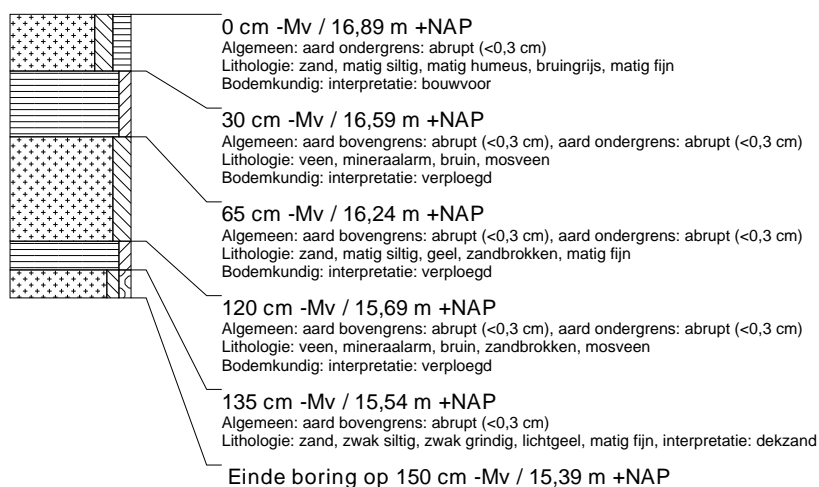 0 cm -Mv / 16,89 m +NAP
Algemeen: aard ondergrens: abrupt (<0,3 cm)
Lithologie: zand, matig siltig, matig humeus, bruingrijs, matig fijn
Bodemkundig: interpretatie: bouwvoor
30 cm -Mv / 16,59 m +NAP
Algemeen: aard bovengrens: abrupt (<0,3 cm), aard ondergrens: abrupt (<0,3 cm)
Lithologie: veen, mineraalarm, bruin, mosveen
Bodemkundig: interpretatie: verploegd
65 cm -Mv / 16,24 m +NAP
Algemeen: aard bovengrens: abrupt (<0,3 cm), aard ondergrens: abrupt (<0,3 cm)
Lithologie: zand, matig siltig, geel, zandbrokken, matig fijn
Bodemkundig: interpretatie: verploegd
120 cm -Mv / 15,69 m +NAP
Algemeen: aard bovengrens: abrupt (<0,3 cm), aard ondergrens: abrupt (<0,3 cm)
Lithologie: veen, mineraalarm, bruin, zandbrokken, mosveen
Bodemkundig: interpretatie: verploegd
135 cm -Mv / 15,54 m +NAP
Algemeen: aard bovengrens: abrupt (<0,3 cm)
Lithologie: zand, zwak siltig, zwak grindig, lichtgeel, matig fijn, interpretatie: dekzand
Einde boring op 150 cm -Mv / 15,39 m +NAP